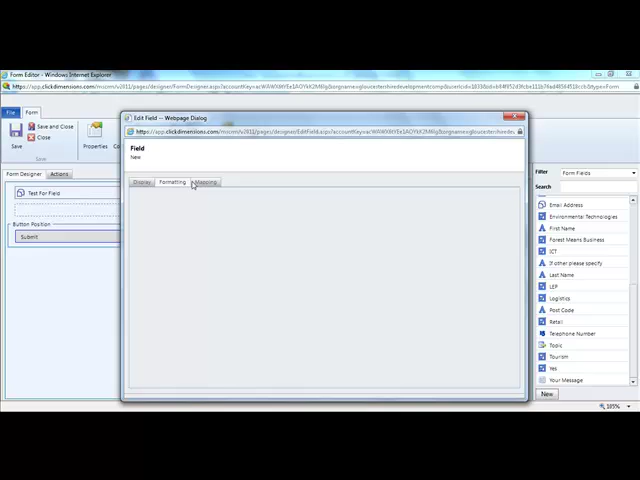 Form Editor - Windows Internet Explorer
File
Form
Save
Save and Close
Close
Save
Properties
Form Designer
Actions
Test For Field
Button Position
Submit
Edit Field -- Webpage Dialog
Field
New
Display
Formatting
Mapping
Filter
Form Fields
Search
Email Address
Environmental Technologies
First Name
Forest Means Business
ICT
If other please specify
Last Name
LEP
Logistics
Post Code
Retail
Telephone Number
Topic
Tourism
Yes
Your Message
New
185%